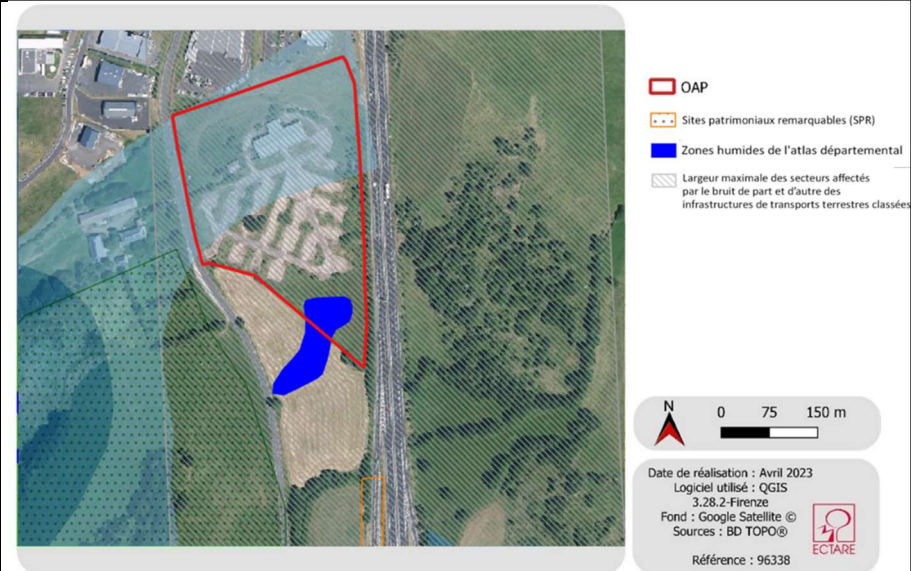 OAP
Sites patrimoniaux remarquables (SPR)
Zones humides de l'atlas départemental
Largeur maximale des secteurs affectés
par le bruit de part et d'autre des
infrastructures de transports terrestres classées
N
0 75 150 m
Date de réalisation : Avril 2023
Logiciel utilisé : QGIS
3.28.2-Firenze
Fond : Google Satellite ©
Sources : BD TOPO®
Référence : 96338
ECTARE